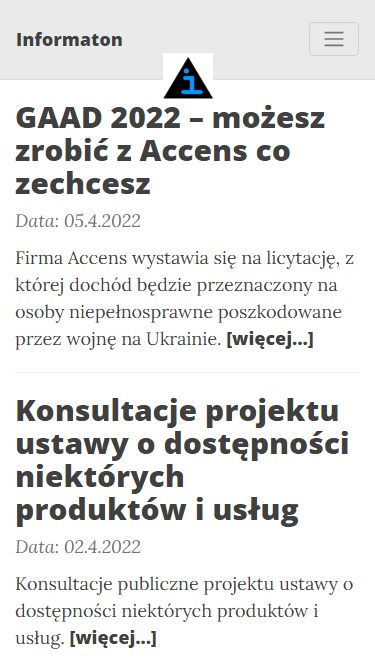 Informaton
i
GAAD 2022 – możesz
zrobić z Accens co
zechcesz
Data: 05.4.2022
Firma Accens wystawia się na licytację, z
której dochód będzie przeznaczony na
osoby niepełnosprawne poszkodowane
przez wojnę na Ukrainie. [więcej...]
Konsultacje projektu
ustawy o dostępności
niektórych
produktów i usług
Data: 02.4.2022
Konsultacje publiczne projektu ustawy o
dostępności niektórych produktów i
usług. [więcej...]